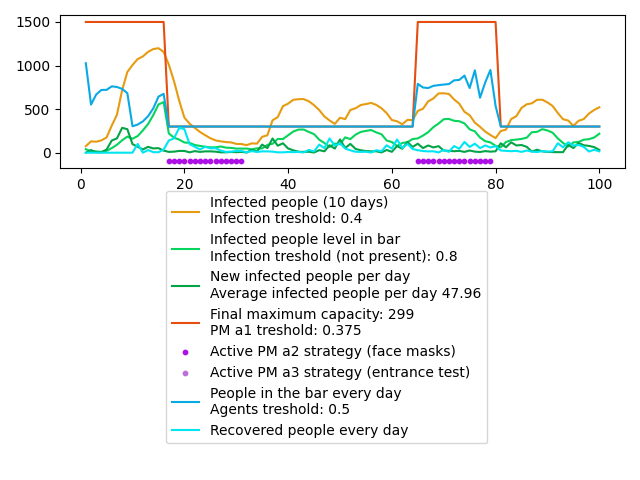 1500
1000
500
0
0
20
40
60
80
100
Infected people (10 days)
Infection treshold: 0.4
Infected people level in bar
Infection treshold (not present): 0.8
New infected people per day
Average infected people per day 47.96
Final maximum capacity: 299
PM a1 treshold: 0.375
Active PM a2 strategy (face masks)
Active PM a3 strategy (entrance test)
People in the bar every day
Agents treshold: 0.5
Recovered people every day